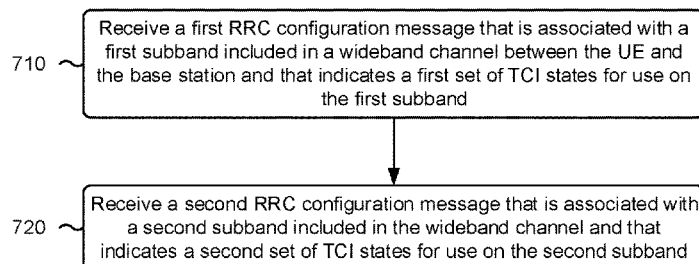 710
Receive a first RRC configuration message that is associated with a
first subband included in a wideband channel between the UE and
the base station and that indicates a first set of TCI states for use on
the first subband
720
Receive a second RRC configuration message that is associated with
a second subband included in the wideband channel and that
indicates a second set of TCI states for use on the second subband